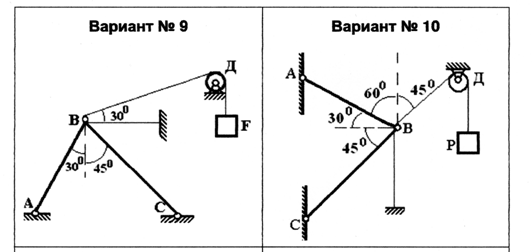 Вариант № 9
Д
В
30⁰
F
30⁰
45⁰
А
С
Вариант № 10
А
60⁰
45⁰
Д
30⁰
В
45⁰
Р
С